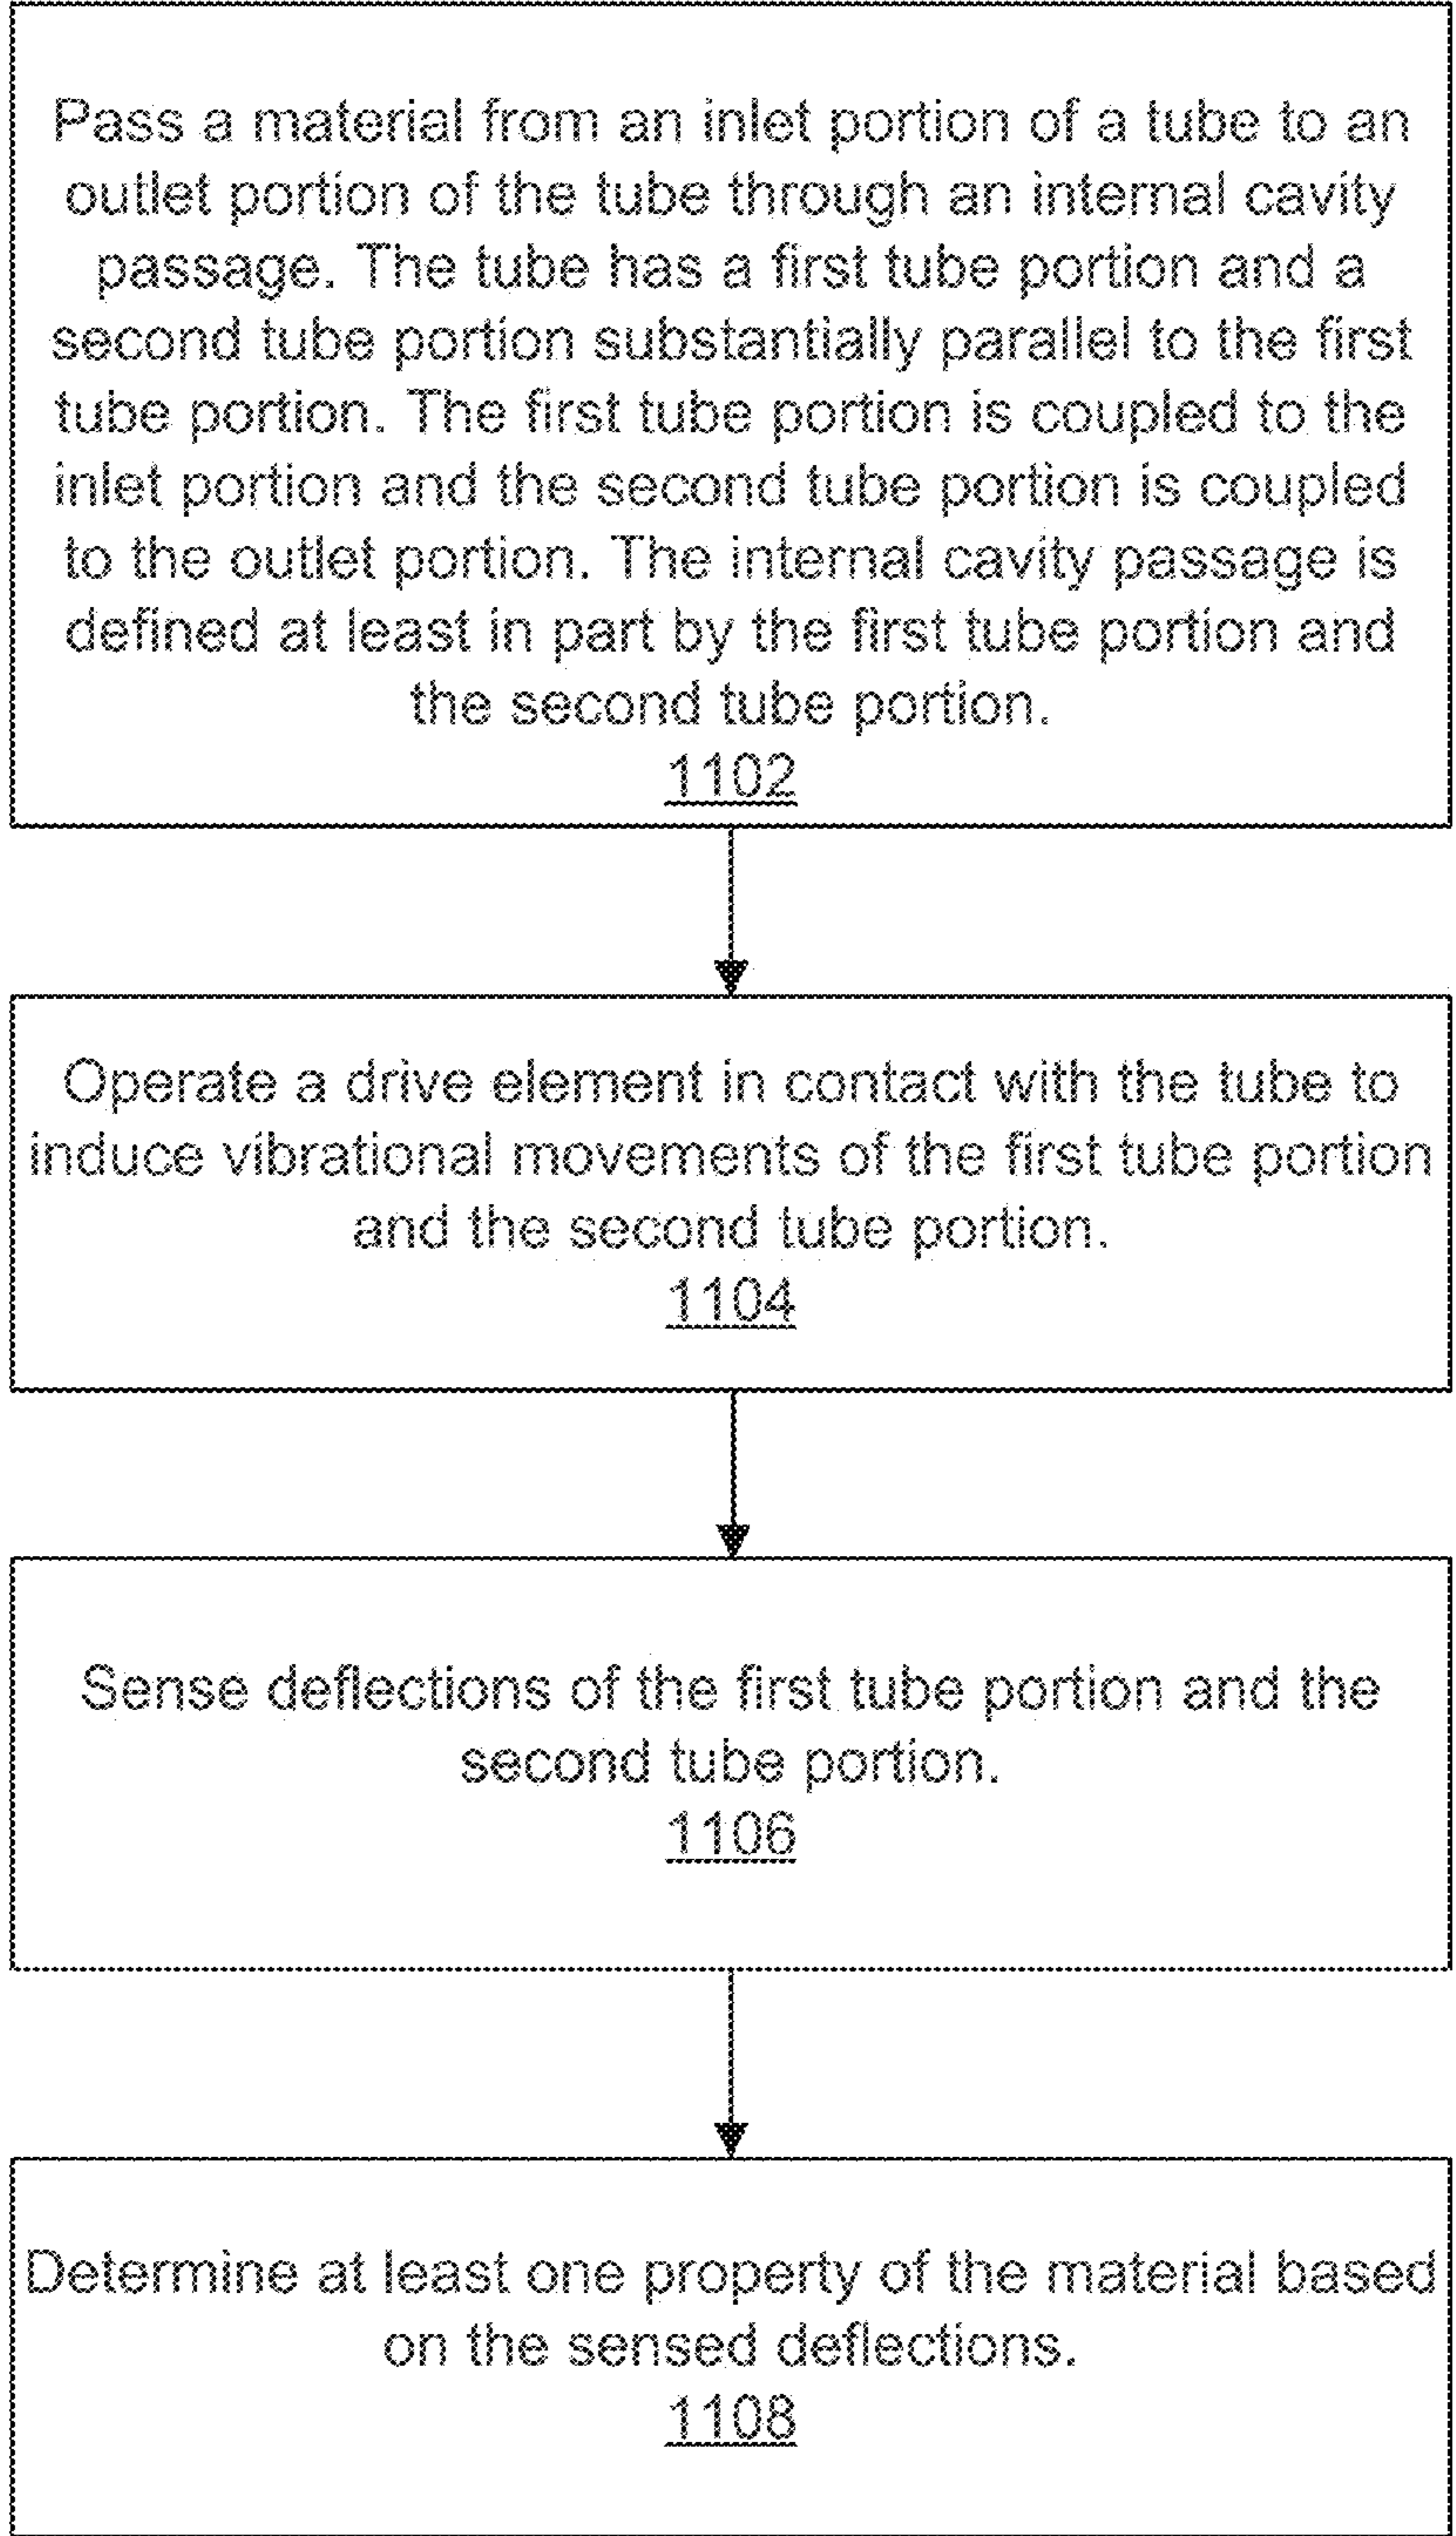 Pass a material from an inlet portion of a tube to an
outlet portion of the tube through an internal cavity
passage. The tube has a first tube portion and a
second tube portion substantially parallel to the first
tube portion. The first tube portion is coupled to the
inlet portion and the second tube portion is coupled
to the outlet portion. The internal cavity passage is
defined at least in part by the first tube portion and
the second tube portion.
1102
Operate a drive element in contact with the tube to
induce vibrational movements of the first tube portion
and the second tube portion.
1104
Sense deflections of the first tube portion and the
second tube portion.
1106
Determine at least one property of the material based
on the sensed deflections.
1108